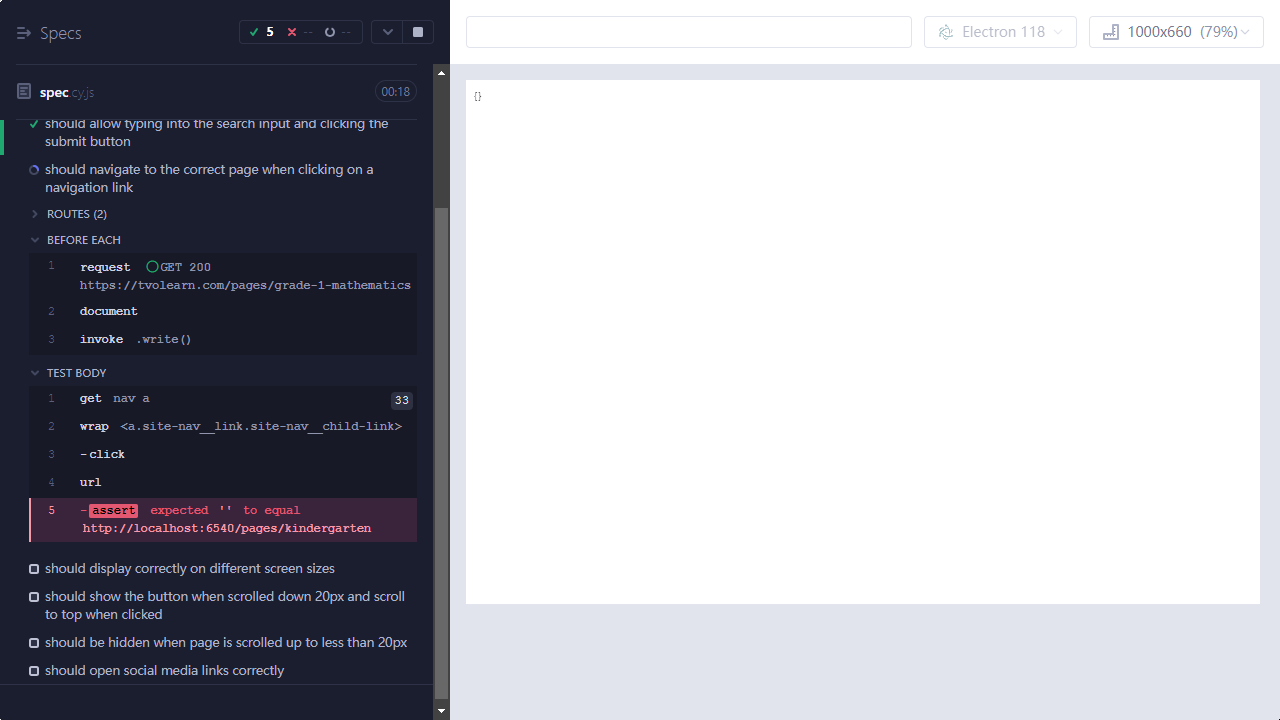 Specs
5 -- --
Electron 118
1000x660 (79%)
spec.cy.js
00:18
{}
should allow typing into the search input and clicking the
submit button
should navigate to the correct page when clicking on a
navigation link
ROUTES (2)
BEFORE EACH
1 request GET 200
https://tvolearn.com/pages/grade-1-mathematics
2 document
3 invoke .write()
TEST BODY
1 get nav a 33
2 wrap <a.site-nav__link.site-nav__child-link>
3 -click
4 url
5 -assert expected '' to equal
http://localhost:6540/pages/kindergarten
should display correctly on different screen sizes
should show the button when scrolled down 20px and scroll
to top when clicked
should be hidden when page is scrolled up to less than 20px
should open social media links correctly